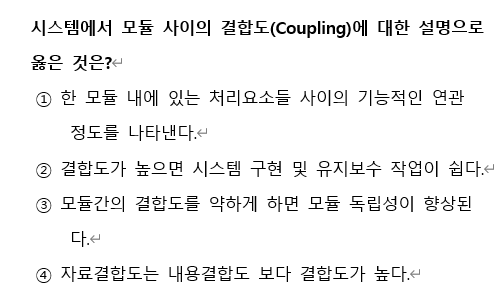 시스템에서 모듈 사이의 결합도(Coupling)에 대한 설명으로
옳은 것은?↵
① 한 모듈 내에 있는 처리요소들 사이의 기능적인 연관
정도를 나타낸다.↵
② 결합도가 높으면 시스템 구현 및 유지보수 작업이 쉽다.↵
③ 모듈간의 결합도를 약하게 하면 모듈 독립성이 향상된
다.↵
④ 자료결합도는 내용결합도 보다 결합도가 높다.↵